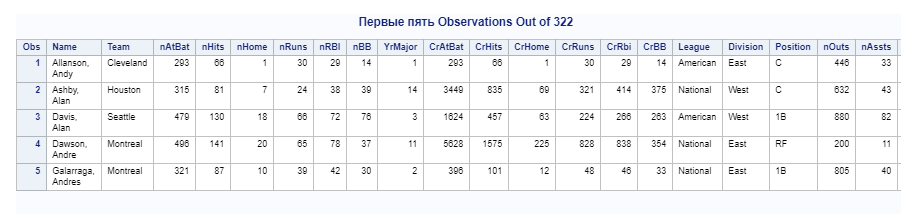 Первые пять Observations Out of 322
Obs Name Team nAtBat nHits nHome nRuns nRBI nBB YrMajor CrAtBat CrHits CrHome CrRuns CrRbi CrBB League Division Position nOuts nAssts
1 Allanson, Andy Cleveland 293 66 1 30 29 14 1 293 66 1 30 29 14 American East C 446 33
2 Ashby, Alan Houston 315 81 7 24 38 39 14 3449 835 69 321 414 375 National West C 632 43
3 Davis, Alan Seattle 479 130 18 66 72 76 3 1624 457 63 224 266 263 American West 1B 880 82
4 Dawson, Andre Montreal 496 141 20 65 78 37 11 5628 1575 225 828 838 354 National East RF 200 11
5 Galarraga, Andres Montreal 321 87 10 39 42 30 2 396 101 12 48 46 33 National East 1B 805 40